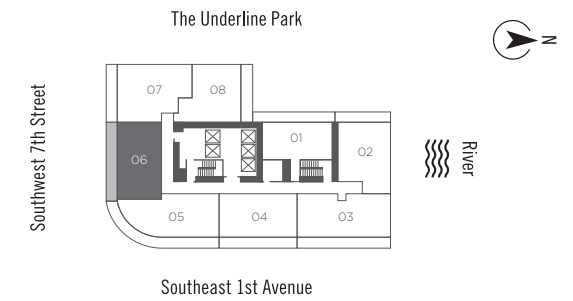 The Underline Park
N
07
08
Southwest 7th Street
01
06
02
River
05
04
03
Southeast 1st Avenue